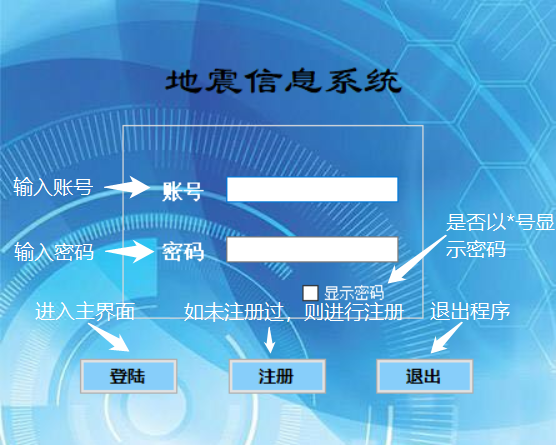 地震信息系统
输入账号
账号
是否以*号显
示密码
输入密码
密码
显示密码
进入主界面
如未注册过，则进行注册
退出程序
登陆
注册
退出